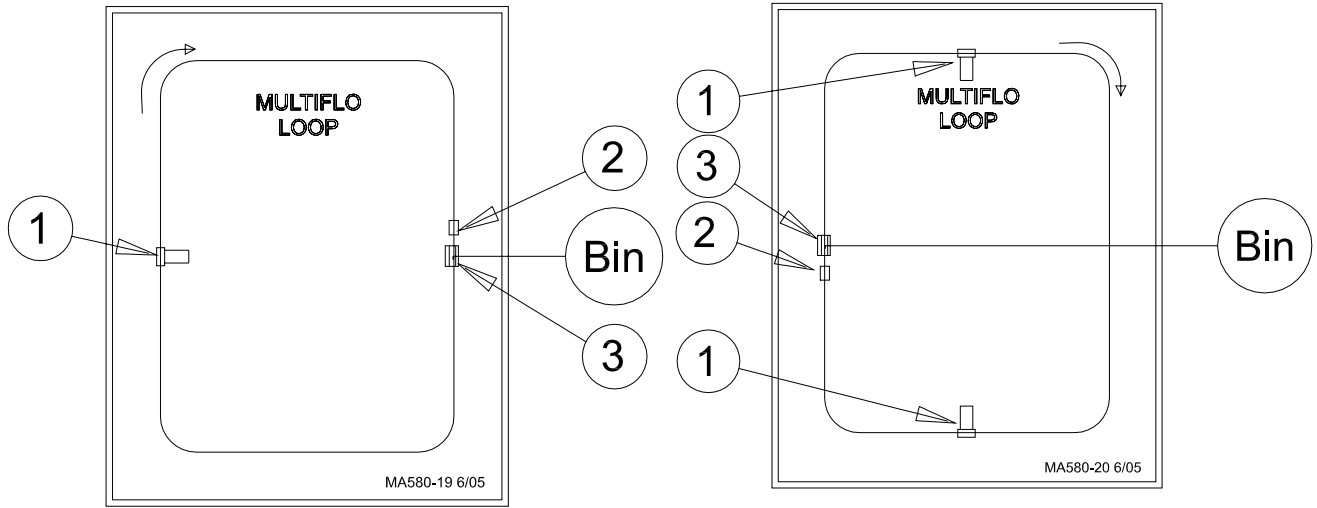 MULTIFLO
LOOP
1
2
Bin
3
MA580-19 6/05
1
MULTIFLO
LOOP
3
2
Bin
1
MA580-20 6/05